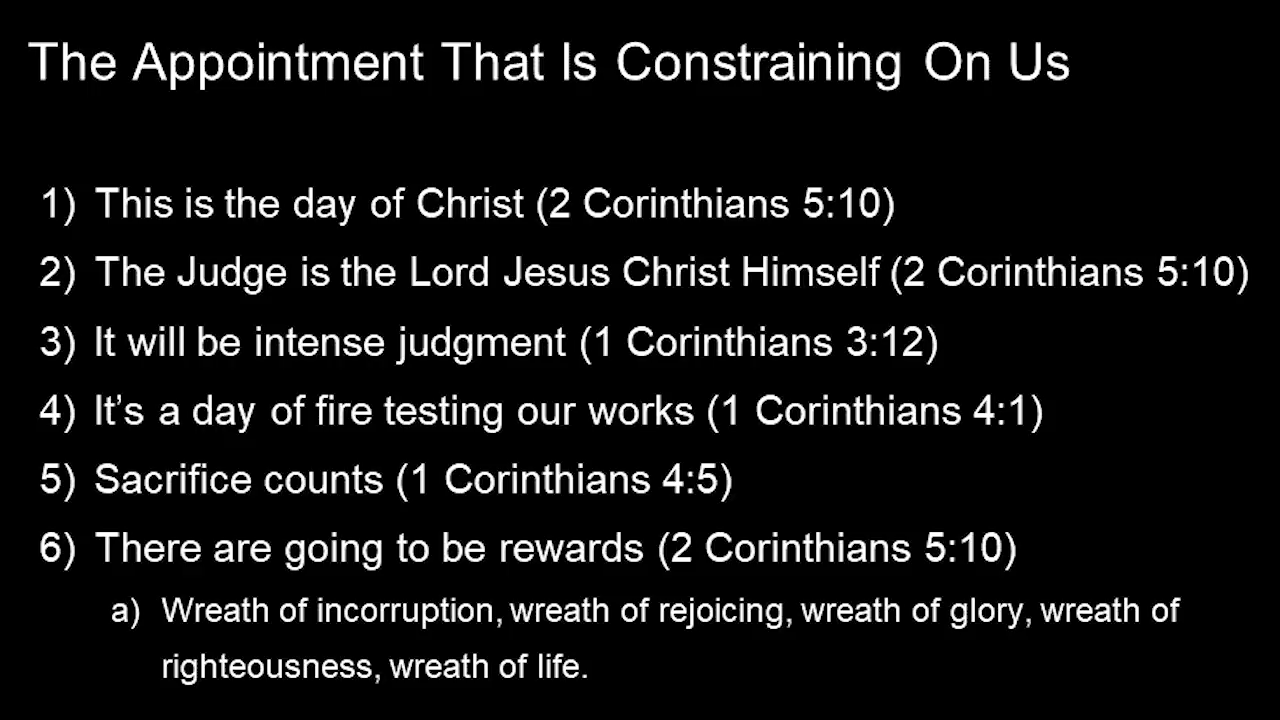 The Appointment That Is Constraining On Us
1) This is the day of Christ (2 Corinthians 5:10)
2) The Judge is the Lord Jesus Christ Himself (2 Corinthians 5:10)
3) It will be intense judgment (1 Corinthians 3:12)
4) It’s a day of fire testing our works (1 Corinthians 4:1)
5) Sacrifice counts (1 Corinthians 4:5)
6) There are going to be rewards (2 Corinthians 5:10)
a) Wreath of incorruption, wreath of rejoicing, wreath of glory, wreath of
righteousness, wreath of life.